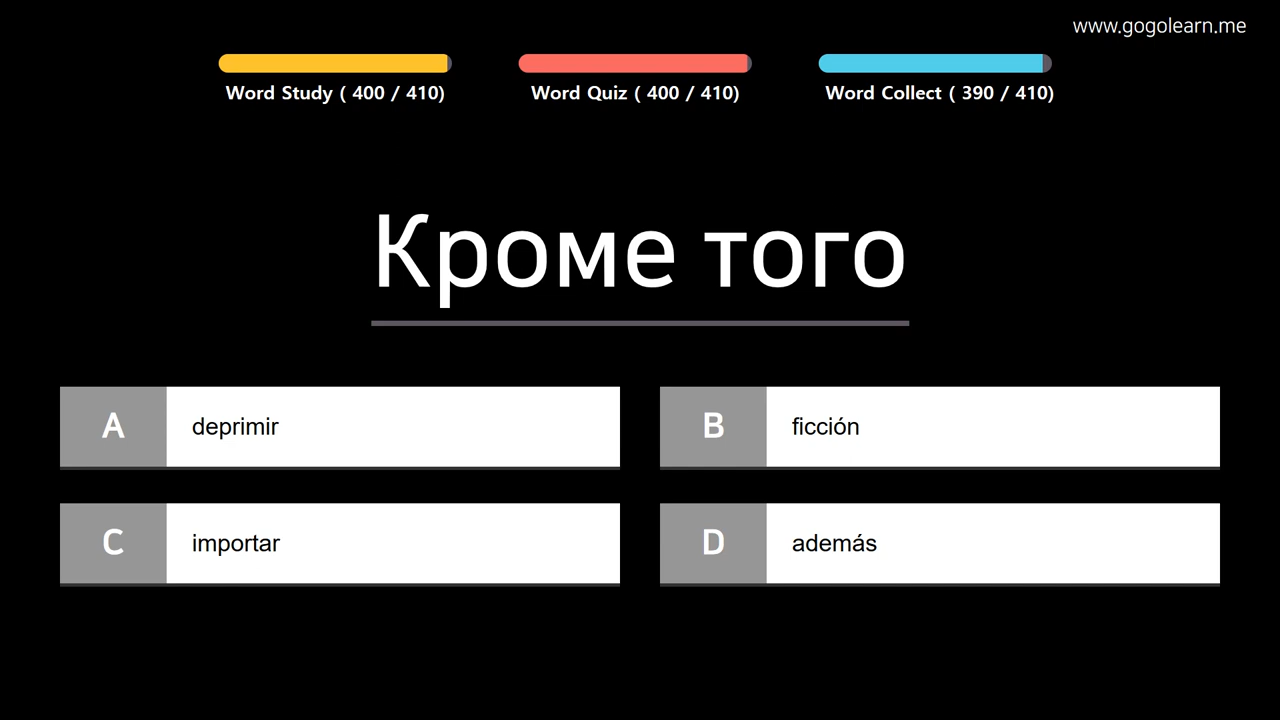 www.gogolearn.me
Word Study ( 400 / 410)
Word Quiz ( 400 / 410)
Word Collect ( 390 / 410)
Кроме того
A deprimir
B ficción
C importar
D además